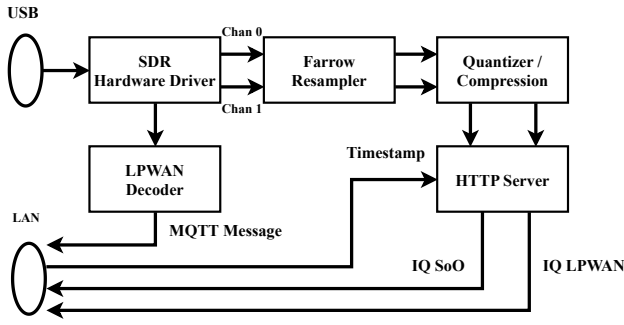 USB
Chan 0
SDR
Hardware Driver
Farrow
Resampler
Quantizer /
Compression
Chan 1
LPWAN
Decoder
Timestamp
HTTP Server
LAN
MQTT Message
IQ SoO
IQ LPWAN